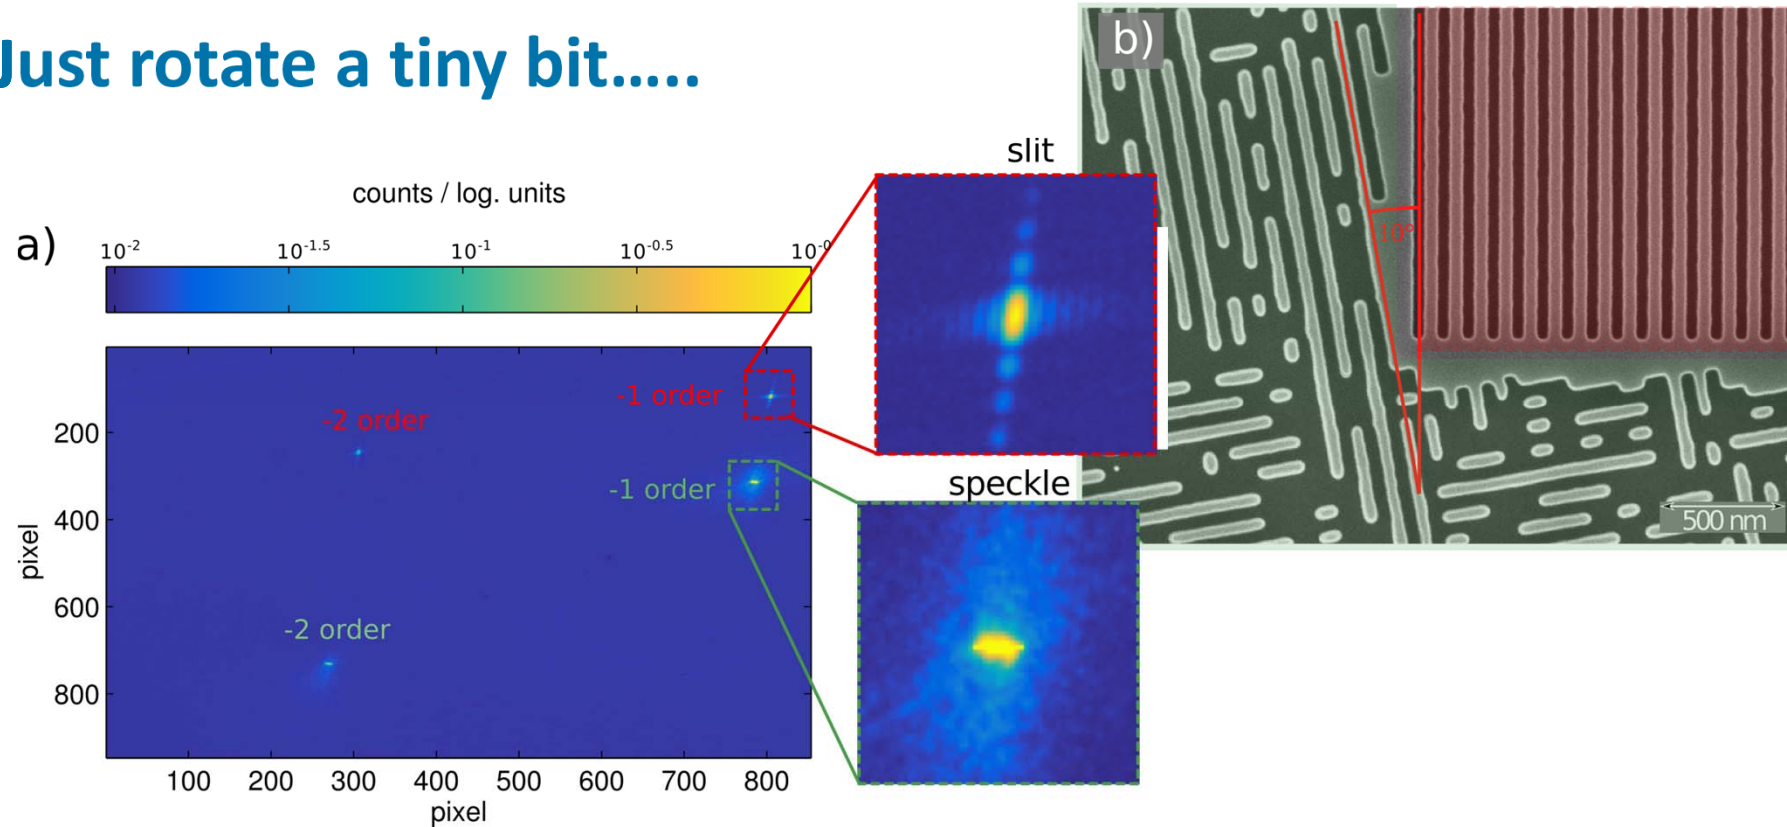 Just rotate a tiny bit.....
b)
slit
counts / log. units
a)
10-2 10-1.5 10-1 10-0.5 10-0
10°
-1 order
-2 order
-1 order
speckle
500 nm
-2 order
200
400
600
800
pixel
100 200 300 400 500 600 700 800
pixel